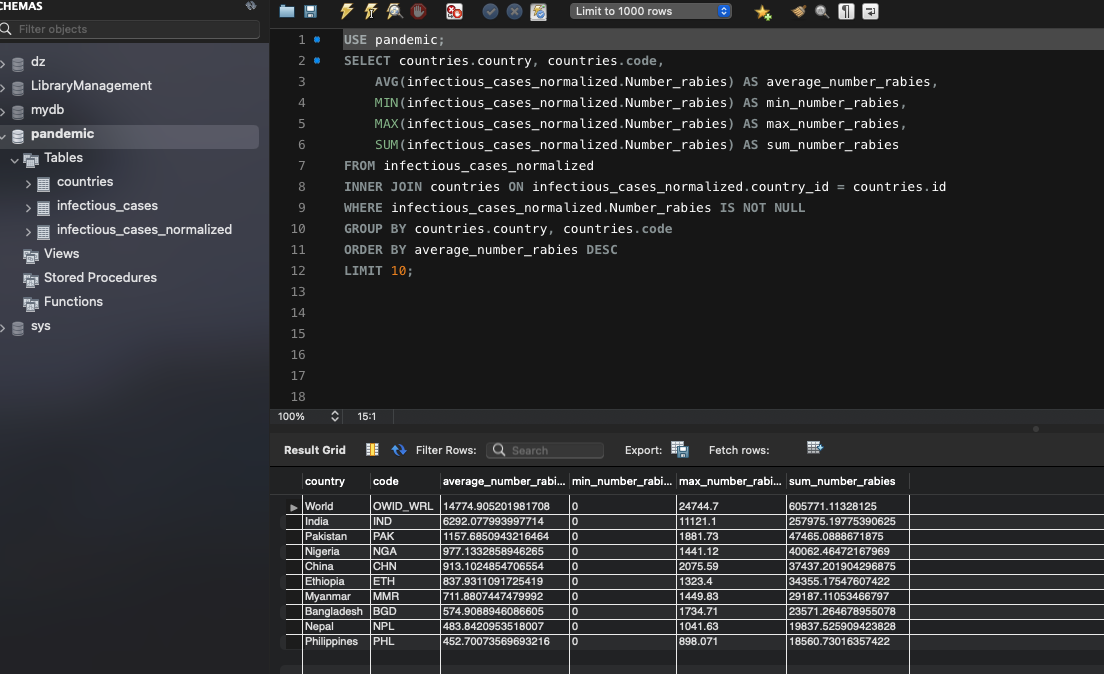 CHEMAS
Filter objects
dz
LibraryManagement
mydb
pandemic
Tables
countries
infectious_cases
infectious_cases_normalized
Views
Stored Procedures
Functions
sys
Limit to 1000 rows
1 USE pandemic;
2 SELECT countries.country, countries.code,
3 AVG(infectious_cases_normalized.Number_rabies) AS average_number_rabies,
4 MIN(infectious_cases_normalized.Number_rabies) AS min_number_rabies,
5 MAX(infectious_cases_normalized.Number_rabies) AS max_number_rabies,
6 SUM(infectious_cases_normalized.Number_rabies) AS sum_number_rabies
7 FROM infectious_cases_normalized
8 INNER JOIN countries ON infectious_cases_normalized.country_id = countries.id
9 WHERE infectious_cases_normalized.Number_rabies IS NOT NULL
10 GROUP BY countries.country, countries.code
11 ORDER BY average_number_rabies DESC
12 LIMIT 10;
13
14
15
16
17
18
100% 15:1
Result Grid Filter Rows: Search Export: Fetch rows:
country code average_number_rabi... min_number_rabi... max_number_rabi... sum_number_rabies
World OWID_WRL 14774.905201981708 0 24744.7 605771.11328125
India IND 6292.077993997714 0 11121.1 257975.19775390625
Pakistan PAK 1157.6850943216464 0 1881.73 47465.0888671875
Nigeria NGA 977.1332858946265 0 1441.12 40062.46472167969
China CHN 913.1024854706554 0 2075.59 37437.201904296875
Ethiopia ETH 837.9311091725419 0 1323.4 34355.17547607422
Myanmar MMR 711.8807447479992 0 1449.83 29187.11053466797
Bangladesh BGD 574.9088946086605 0 1734.71 23571.264678955078
Nepal NPL 483.8420953518007 0 1041.63 19837.525909423828
Philippines PHL 452.70073569693216 0 898.071 18560.73016357422